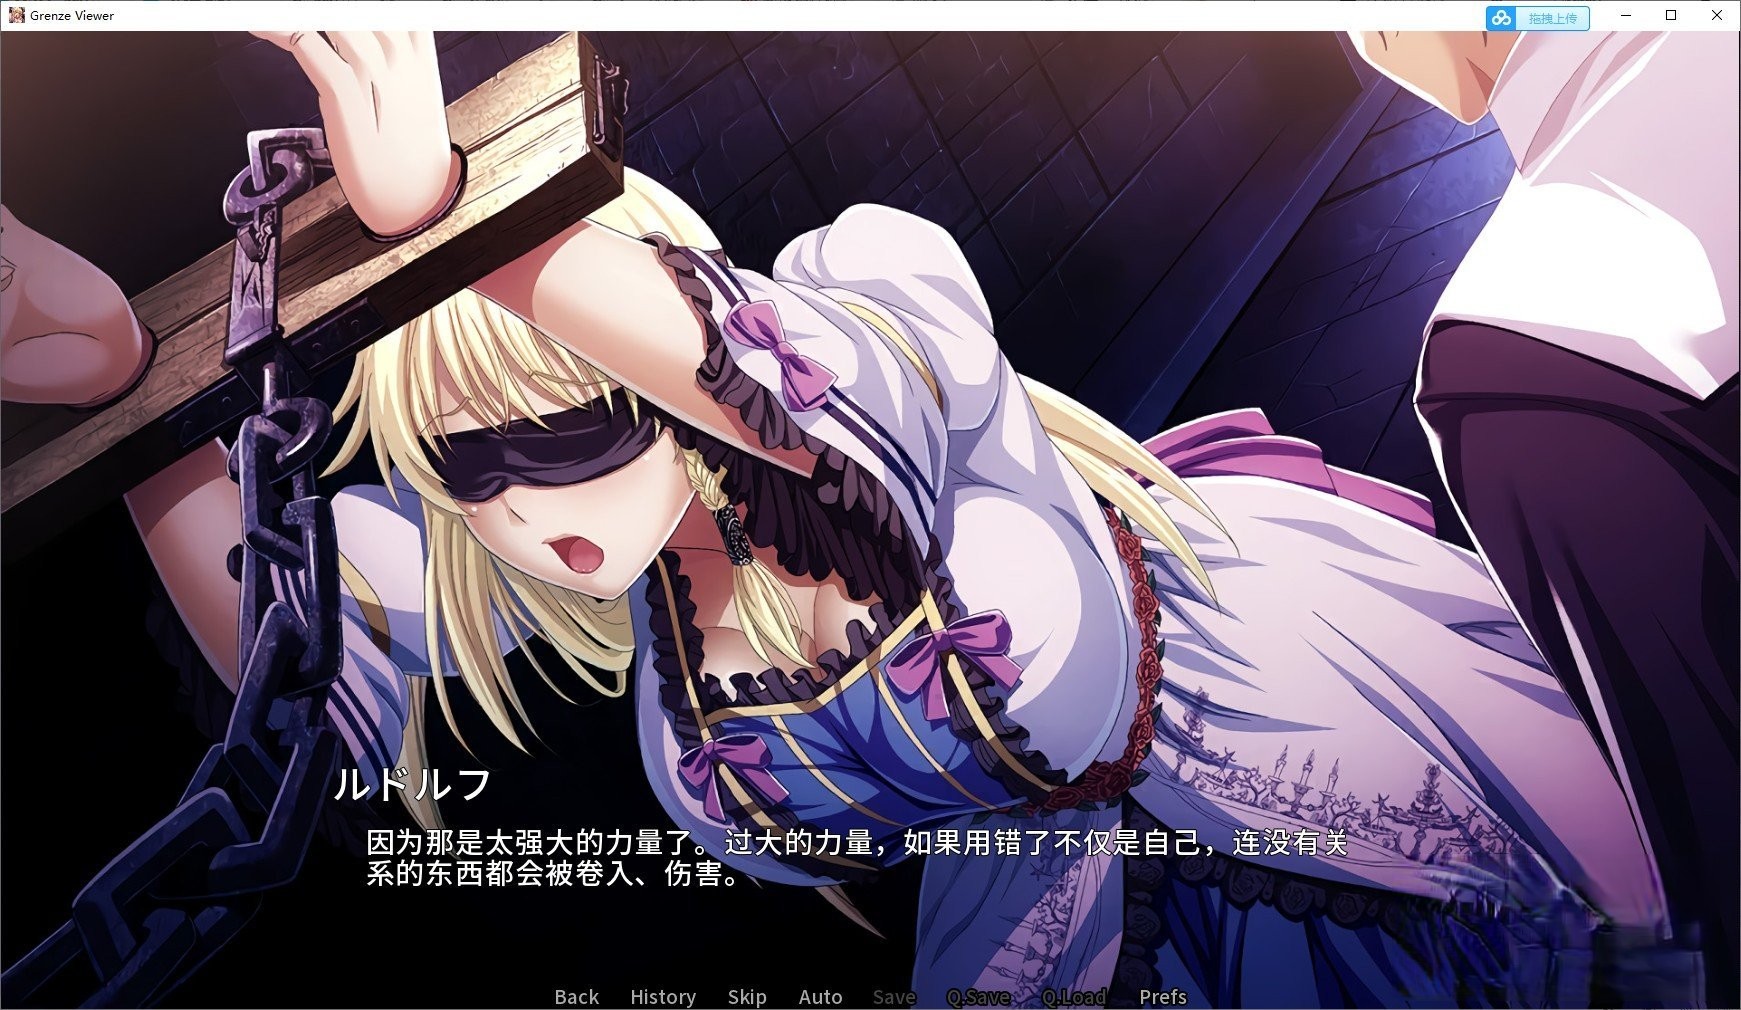 Grenze Viewer
拖拽上传
ルドルフ
因为那是太强大的力量了。过大的力量，如果用错了不仅是自己，连没有关
系的东西都会被卷入、伤害。
Back History Skip Auto Save Q.Save Q.Load Prefs